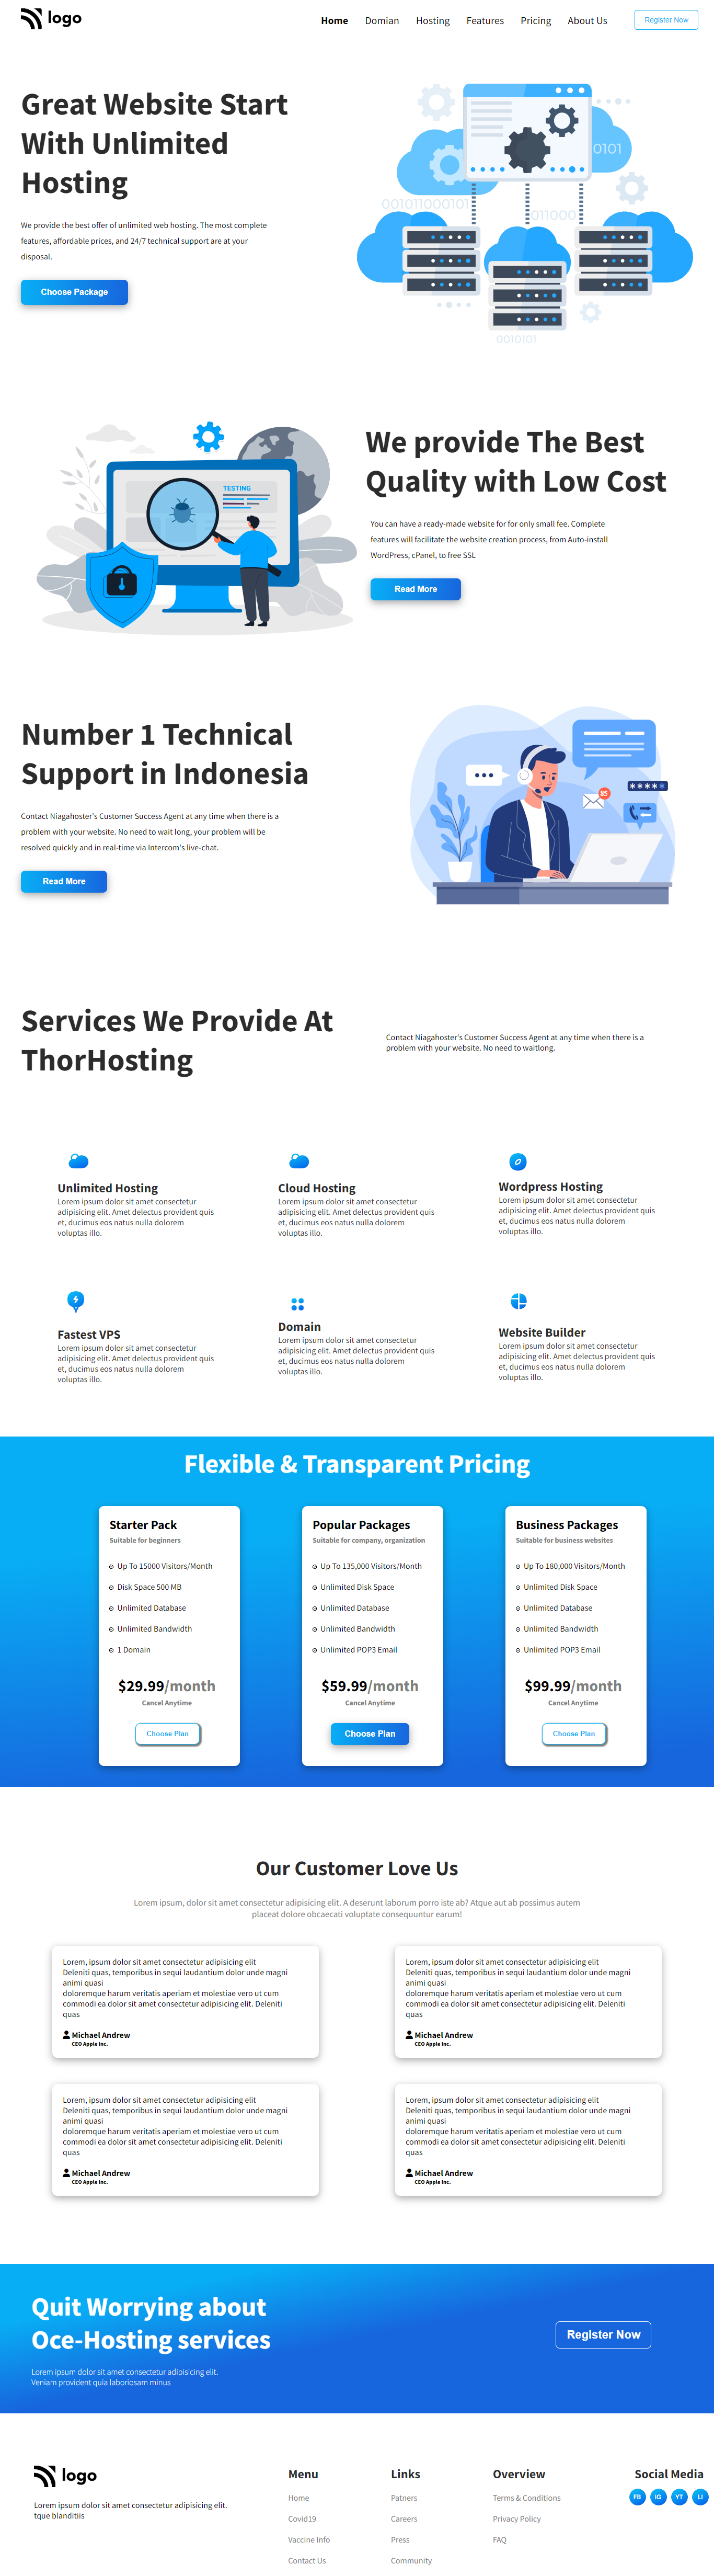 logo
Home Domian Hosting Features Pricing About Us Register Now
Great Website Start
With Unlimited
Hosting
We provide the best offer of unlimited web hosting. The most complete
features, affordable prices, and 24/7 technical support are at your
disposal.
Choose Package
0101
001011000101
011000
0010101
TESTING
We provide The Best
Quality with Low Cost
You can have a ready-made website for for only small fee. Complete
features will facilitate the website creation process, from Auto-install
WordPress, cPanel, to free SSL
Read More
Number 1 Technical
Support in Indonesia
Contact Niagahoster's Customer Success Agent at any time when there is a
problem with your website. No need to wait long, your problem will be
resolved quickly and in real-time via Intercom's live-chat.
Read More
85
*****
Services We Provide At
ThorHosting
Contact Niagahoster's Customer Success Agent at any time when there is a
problem with your website. No need to waitlong.
Unlimited Hosting
Lorem ipsum dolor sit amet consectetur
adipisicing elit. Amet delectus provident quis
et, ducimus eos natus nulla dolorem
voluptas illo.
Cloud Hosting
Lorem ipsum dolor sit amet consectetur
adipisicing elit. Amet delectus provident quis
et, ducimus eos natus nulla dolorem
voluptas illo.
Wordpress Hosting
Lorem ipsum dolor sit amet consectetur
adipisicing elit. Amet delectus provident quis
et, ducimus eos natus nulla dolorem
voluptas illo.
Fastest VPS
Lorem ipsum dolor sit amet consectetur
adipisicing elit. Amet delectus provident quis
et, ducimus eos natus nulla dolorem
voluptas illo.
Domain
Lorem ipsum dolor sit amet consectetur
adipisicing elit. Amet delectus provident quis
et, ducimus eos natus nulla dolorem
voluptas illo.
Website Builder
Lorem ipsum dolor sit amet consectetur
adipisicing elit. Amet delectus provident quis
et, ducimus eos natus nulla dolorem
voluptas illo.
Flexible & Transparent Pricing
Starter Pack
Suitable for beginners
Up To 15000 Visitors/Month
Disk Space 500 MB
Unlimited Database
Unlimited Bandwidth
1 Domain
$29.99/month
Cancel Anytime
Choose Plan
Popular Packages
Suitable for company, organization
Up To 135,000 Visitors/Month
Unlimited Disk Space
Unlimited Database
Unlimited Bandwidth
Unlimited POP3 Email
$59.99/month
Cancel Anytime
Choose Plan
Business Packages
Suitable for business websites
Up To 180,000 Visitors/Month
Unlimited Disk Space
Unlimited Database
Unlimited Bandwidth
Unlimited POP3 Email
$99.99/month
Cancel Anytime
Choose Plan
Our Customer Love Us
Lorem ipsum, dolor sit amet consectetur adipisicing elit. A deserunt laborum porro iste ab? Atque aut ab possimus autem
placeat dolore obcaecati voluptate consequuntur earum!
Lorem, ipsum dolor sit amet consectetur adipisicing elit
Deleniti quas, temporibus in sequi laudantium dolor unde magni
animi quasi
doloremque harum veritatis aperiam et molestiae vero ut cum
commodi ea dolor sit amet consectetur adipisicing elit. Deleniti
quas
Michael Andrew
CEO Apple Inc.
Lorem, ipsum dolor sit amet consectetur adipisicing elit
Deleniti quas, temporibus in sequi laudantium dolor unde magni
animi quasi
doloremque harum veritatis aperiam et molestiae vero ut cum
commodi ea dolor sit amet consectetur adipisicing elit. Deleniti
quas
Michael Andrew
CEO Apple Inc.
Lorem, ipsum dolor sit amet consectetur adipisicing elit
Deleniti quas, temporibus in sequi laudantium dolor unde magni
animi quasi
doloremque harum veritatis aperiam et molestiae vero ut cum
commodi ea dolor sit amet consectetur adipisicing elit. Deleniti
quas
Michael Andrew
CEO Apple Inc.
Lorem, ipsum dolor sit amet consectetur adipisicing elit
Deleniti quas, temporibus in sequi laudantium dolor unde magni
animi quasi
doloremque harum veritatis aperiam et molestiae vero ut cum
commodi ea dolor sit amet consectetur adipisicing elit. Deleniti
quas
Michael Andrew
CEO Apple Inc.
Quit Worrying about
Oce-Hosting services
Lorem ipsum dolor sit amet consectetur adipisicing elit.
Veniam provident quia laboriosam minus
Register Now
logo
Lorem ipsum dolor sit amet consectetur adipisicing elit.
tque blanditiis
Menu
Home
Covid19
Vaccine Info
Contact Us
Links
Patners
Careers
Press
Community
Overview
Terms & Conditions
Privacy Policy
FAQ
Social Media
FB IG YT LI